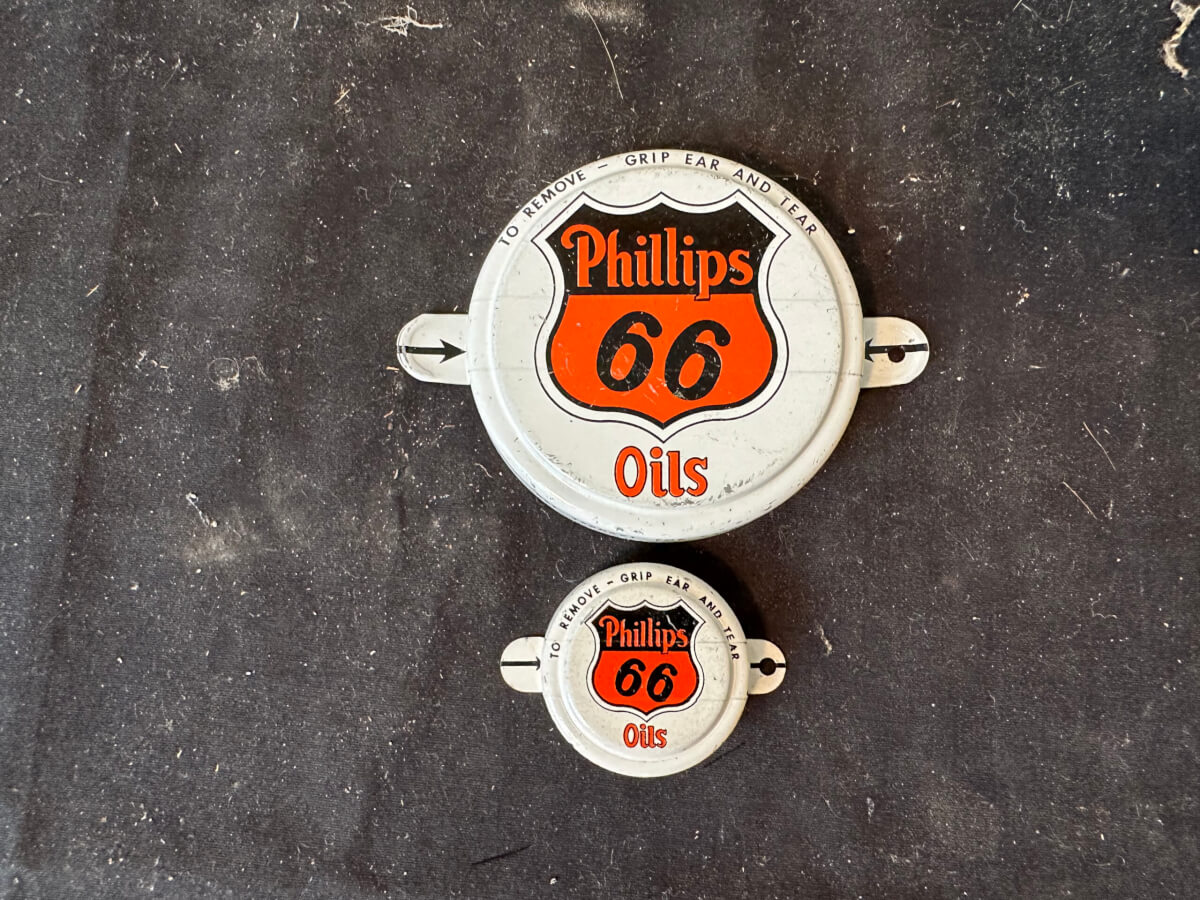 TO REMOVE – GRIP EAR AND TEAR
Phillips
66
Oils
TO REMOVE – GRIP EAR AND TEAR
Phillips
66
Oils